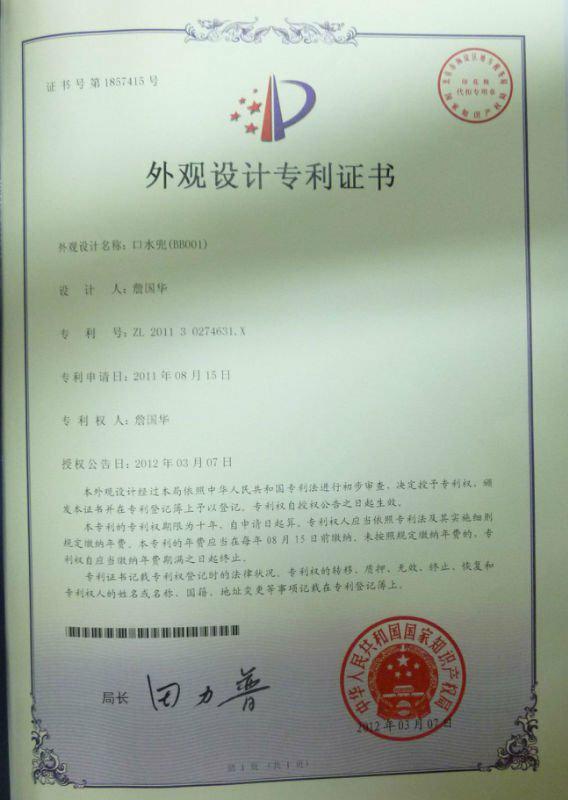 证书号第1857415号
印花税
代扣专用章
外观设计专利证书
外观设计名称：口水兜(BB001)
设计人：詹国华
专利号：ZL 2011 3 0274631.X
专利申请日：2011年08月15日
专利权人：詹国华
授权公告日：2012年03月07日
本外观设计经过本局依照中华人民共和国专利法进行初步审查，决定授予专利权，颁
发本证书并在专利登记簿上予以登记。专利权自授权公告之日起生效。
本专利的专利权期限为十年，自申请日起算。专利权人应当依照专利法及其实施细则
规定缴纳年费。本专利的年费应当在每年08月15日前缴纳。未按照规定缴纳年费的，专
利权自应当缴纳年费期满之日起终止。
专利证书记载专利权登记时的法律状况。专利权的转移、质押、无效、终止、恢复和
专利权人的姓名或名称、国籍、地址变更等事项记载在专利登记簿上。
局长 田力普
中华人民共和国国家知识产权局
2012年03月07日
第1页（共1页）